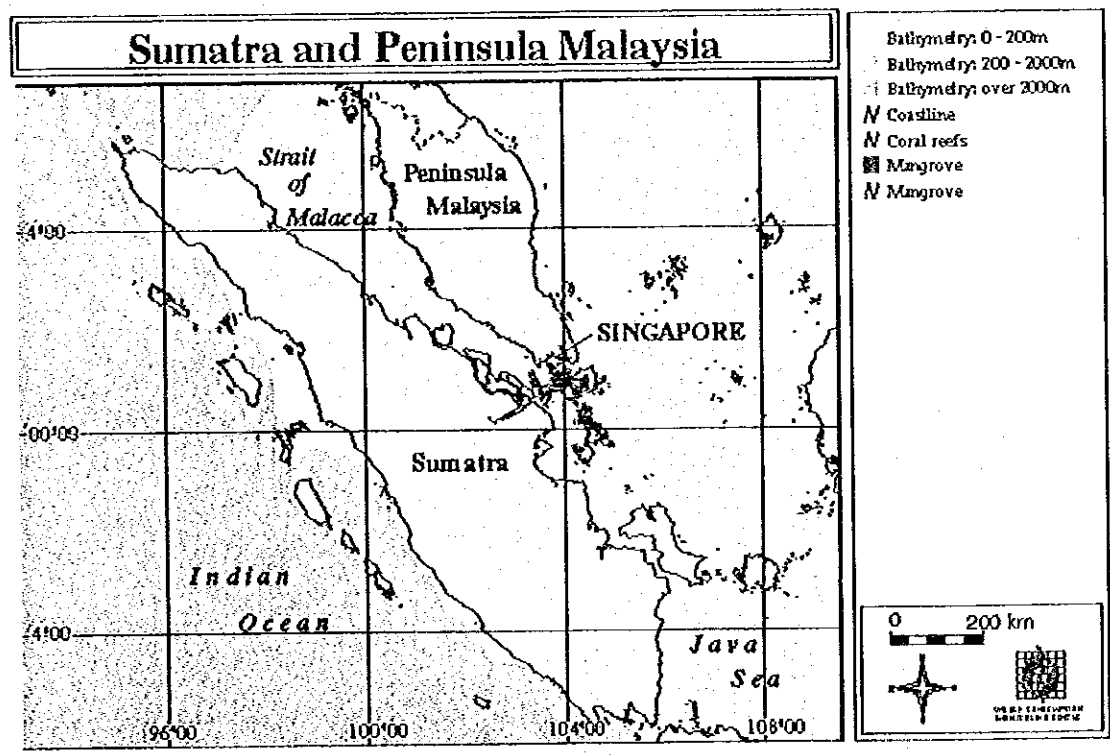 Sumatra and Peninsula Malaysia
Bathymetry: 0 - 200m
Bathymetry: 200 - 2000m
Bathymetry: over 2000m
Coastline
Coral reefs
Mangrove
Mangrove
Strait
of
Malacca
Peninsula
Malaysia
4°00
SINGAPORE
00°00
Sumatra
Indian
Ocean
4°00
Java
Sea
96°00
100°00
104°00
108°00
0 200 km